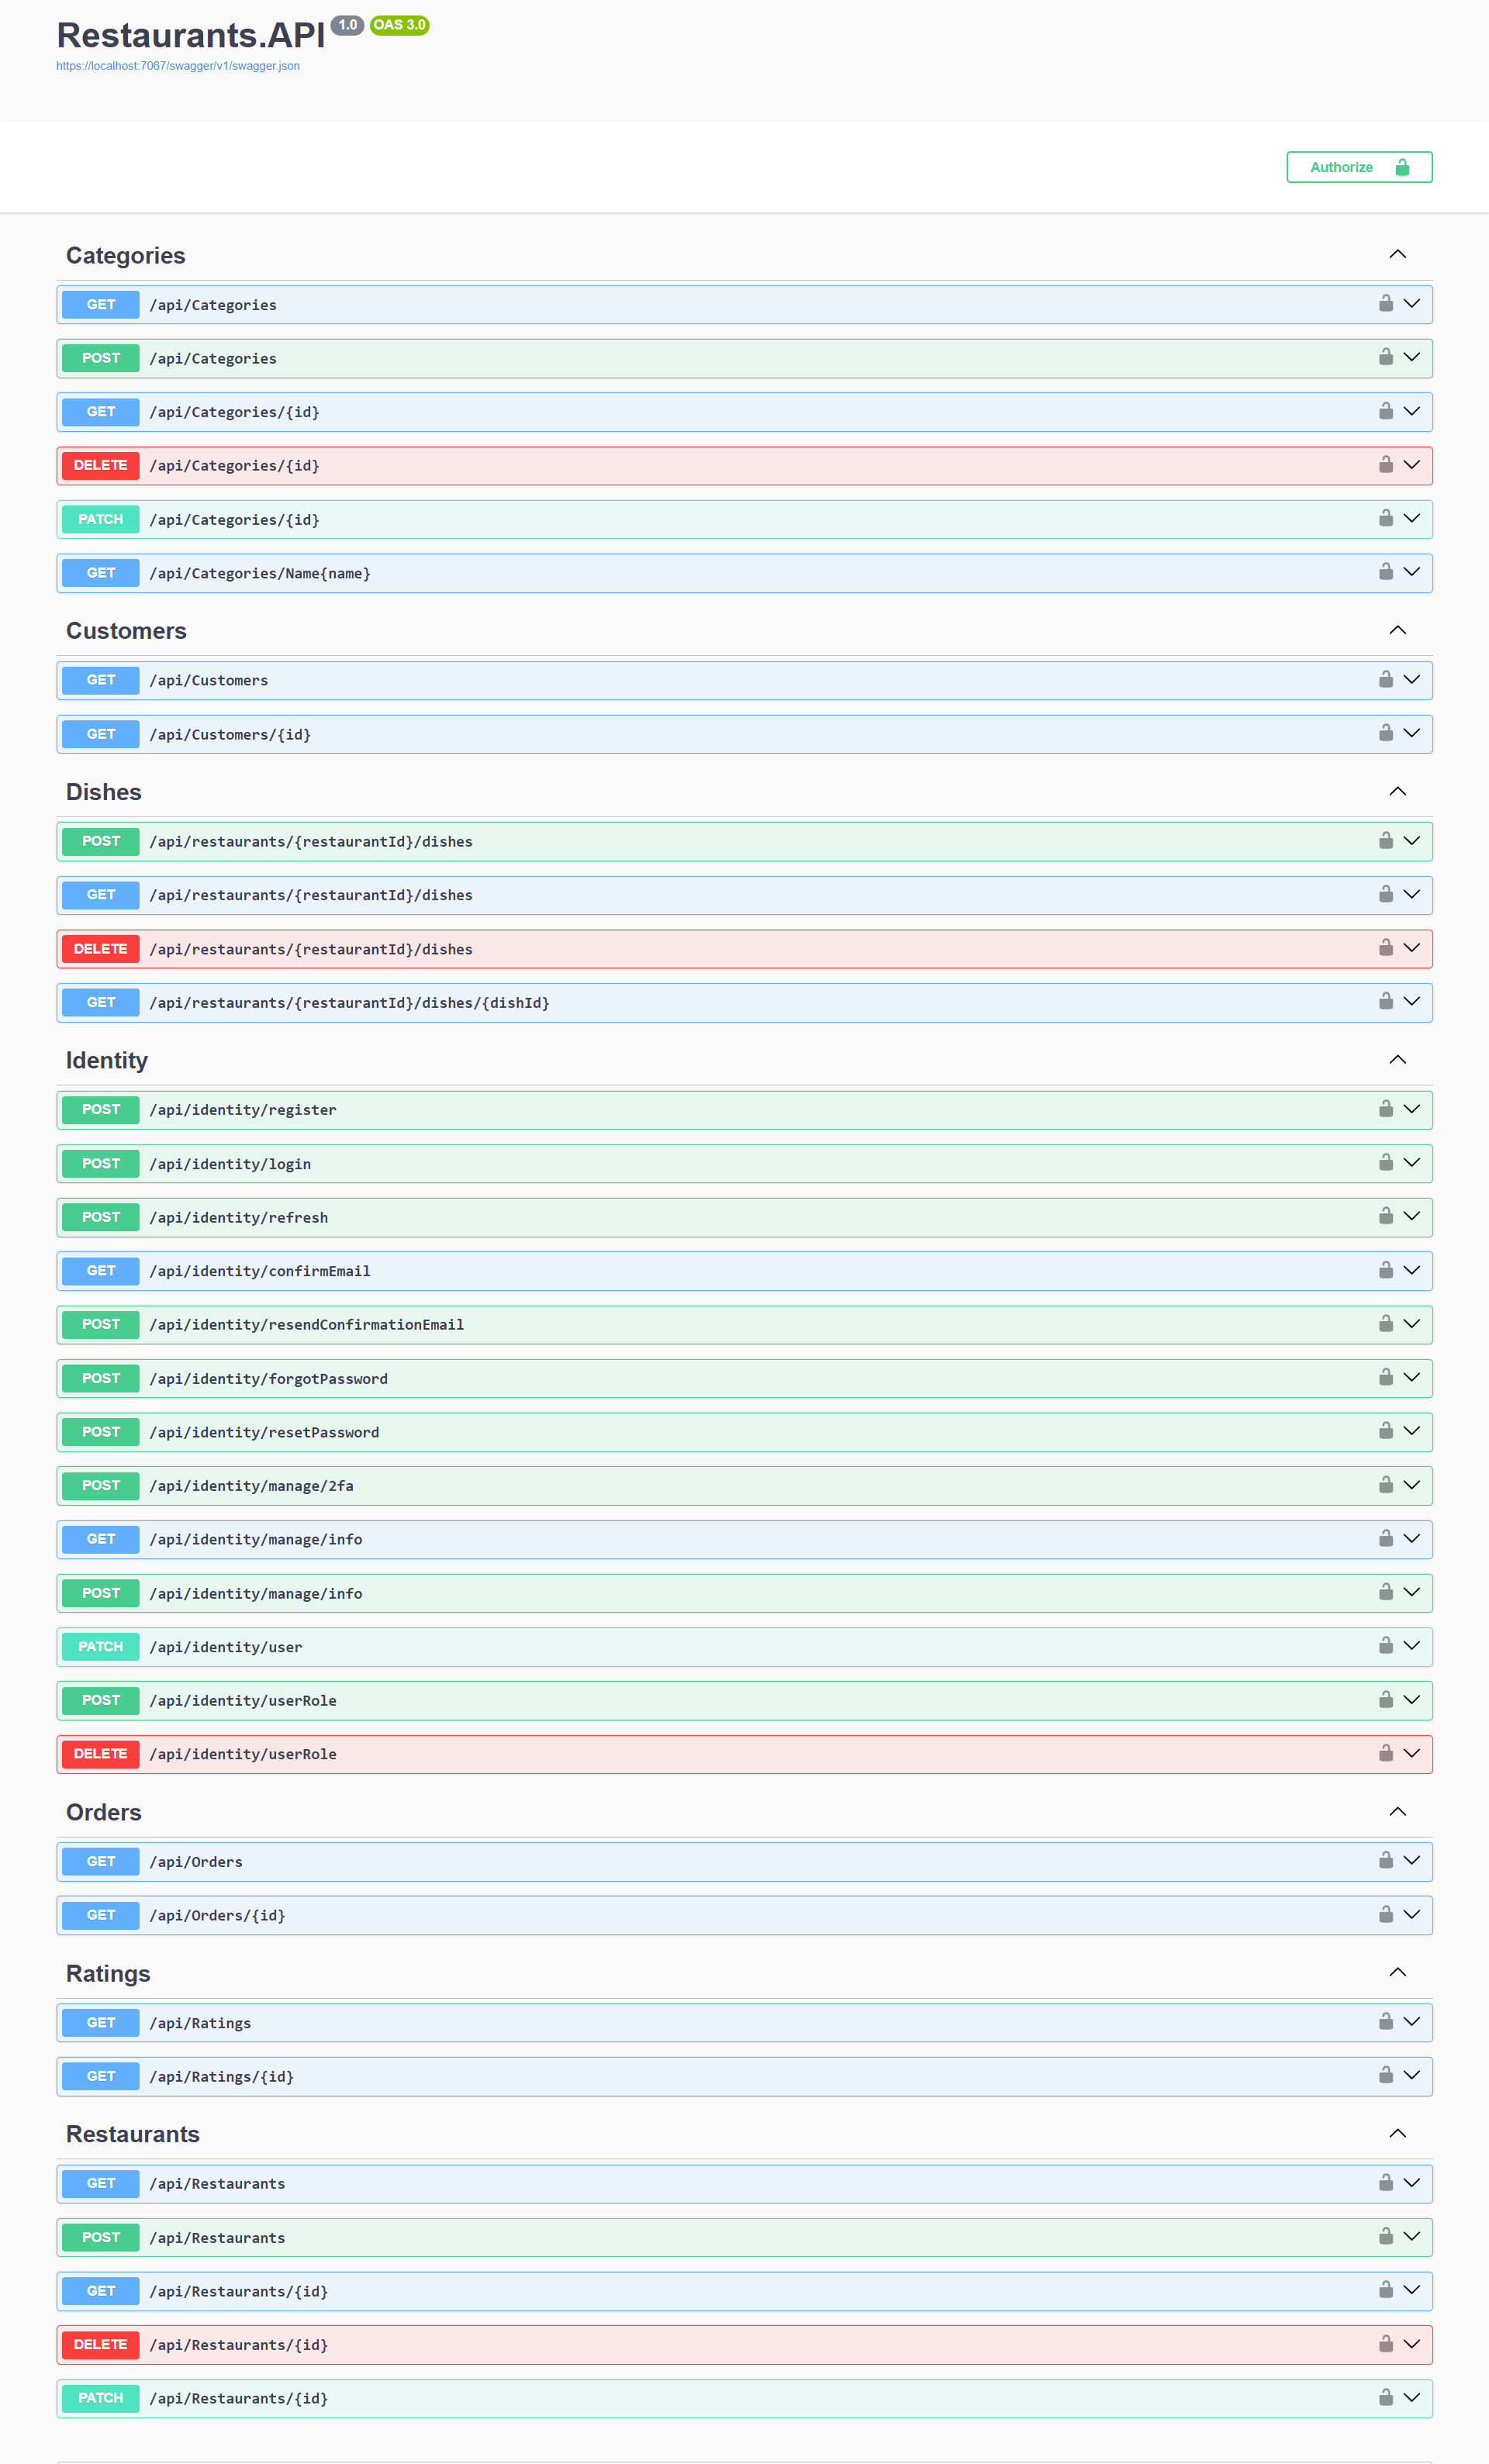 Restaurants.API 1.0 OAS 3.0
https://localhost:7067/swagger/v1/swagger.json
Authorize
Categories
GET /api/Categories
POST /api/Categories
GET /api/Categories/{id}
DELETE /api/Categories/{id}
PATCH /api/Categories/{id}
GET /api/Categories/Name{name}
Customers
GET /api/Customers
GET /api/Customers/{id}
Dishes
POST /api/restaurants/{restaurantId}/dishes
GET /api/restaurants/{restaurantId}/dishes
DELETE /api/restaurants/{restaurantId}/dishes
GET /api/restaurants/{restaurantId}/dishes/{dishId}
Identity
POST /api/identity/register
POST /api/identity/login
POST /api/identity/refresh
GET /api/identity/confirmEmail
POST /api/identity/resendConfirmationEmail
POST /api/identity/forgotPassword
POST /api/identity/resetPassword
POST /api/identity/manage/2fa
GET /api/identity/manage/info
POST /api/identity/manage/info
PATCH /api/identity/user
POST /api/identity/userRole
DELETE /api/identity/userRole
Orders
GET /api/Orders
GET /api/Orders/{id}
Ratings
GET /api/Ratings
GET /api/Ratings/{id}
Restaurants
GET /api/Restaurants
POST /api/Restaurants
GET /api/Restaurants/{id}
DELETE /api/Restaurants/{id}
PATCH /api/Restaurants/{id}